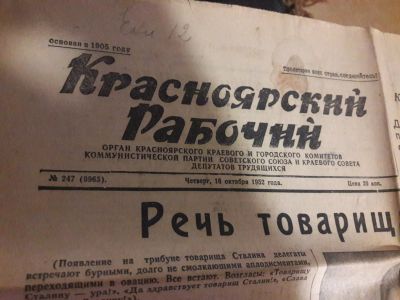 основан в 1905 году
Пролетарии всех стран, соединяйтесь!
Красноярский
Рабочий
ОРГАН КРАСНОЯРСКОГО КРАЕВОГО И ГОРОДСКОГО КОМИТЕТОВ
КОММУНИСТИЧЕСКОЙ ПАРТИИ СОВЕТСКОГО СОЮЗА И КРАЕВОГО СОВЕТА
ДЕПУТАТОВ ТРУДЯЩИХСЯ
№ 247 (5965). Четверг, 16 октября 1952 года. Цена 20 коп.
Речь товарищ
(Появление на трибуне товарища Сталина делегаты
встречают бурными, долго не смолкающими аплодисментами,
переходящими в овацию. Все встают. Возгласы: «Товарищу
Сталину — ура!», «Да здравствует товарищ Сталин!», «Слава